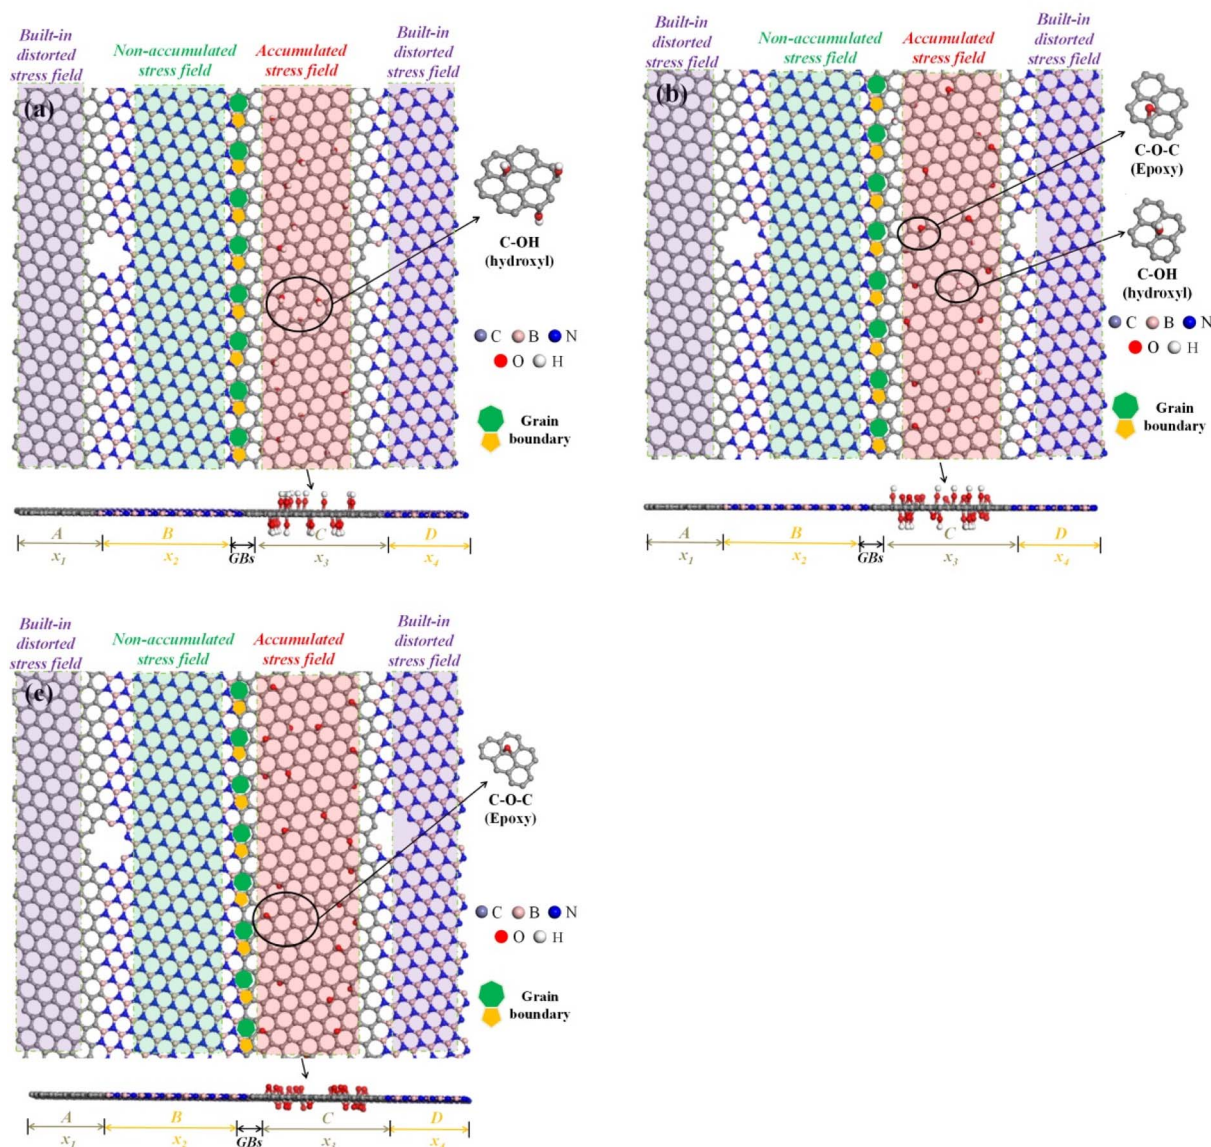 Built-in
distorted
stress field
Non-accumulated
stress field
Accumulated
stress field
Built-in
distorted
stress field
(a)
C-OH
(hydroxyl)
C B N
O H
Grain
boundary
A B C D
x1 x2 GBs x3 x4
Built-in
distorted
stress field
Non-accumulated
stress field
Accumulated
stress field
Built-in
distorted
stress field
(b)
C-O-C
(Epoxy)
C-OH
(hydroxyl)
C B N
O H
Grain
boundary
A B C D
x1 x2 GBs x3 x4
Built-in
distorted
stress field
Non-accumulated
stress field
Accumulated
stress field
Built-in
distorted
stress field
(c)
C-O-C
(Epoxy)
C B N
O H
Grain
boundary
A B C D
x1 x2 GBs x3 x4